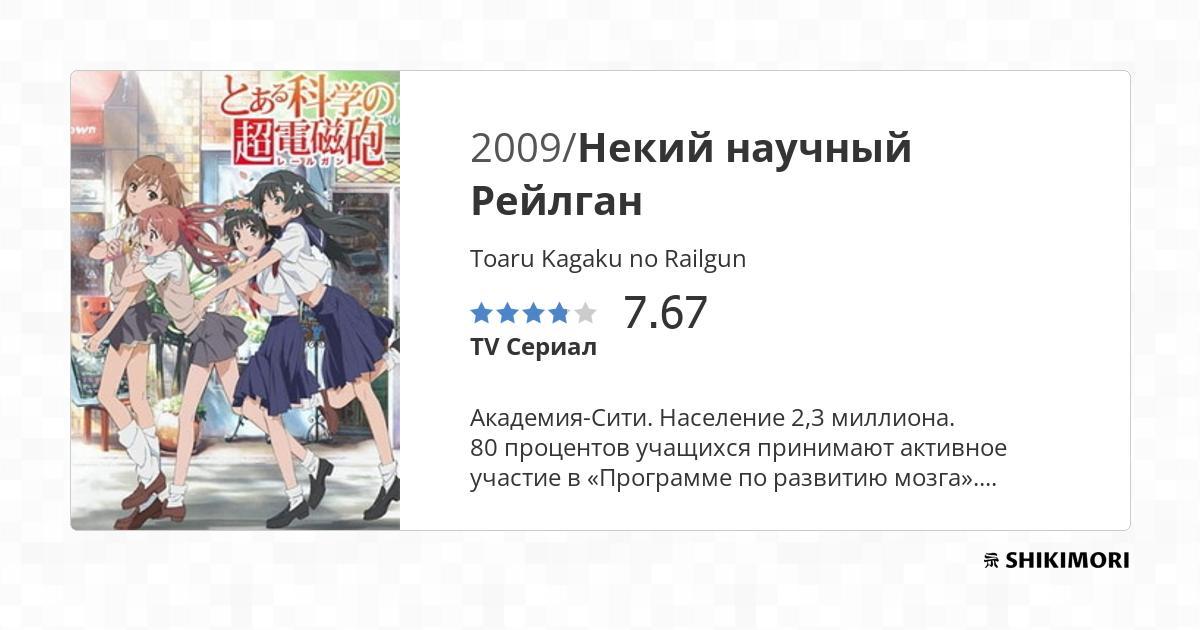 とある科学の
超電磁砲
レールガン
own
2009/Некий научный
Рейлган
Toaru Kagaku no Railgun
7.67
TV Сериал
Академия-Сити. Население 2,3 миллиона.
80 процентов учащихся принимают активное
участие в «Программе по развитию мозга»....
SHIKIMORI